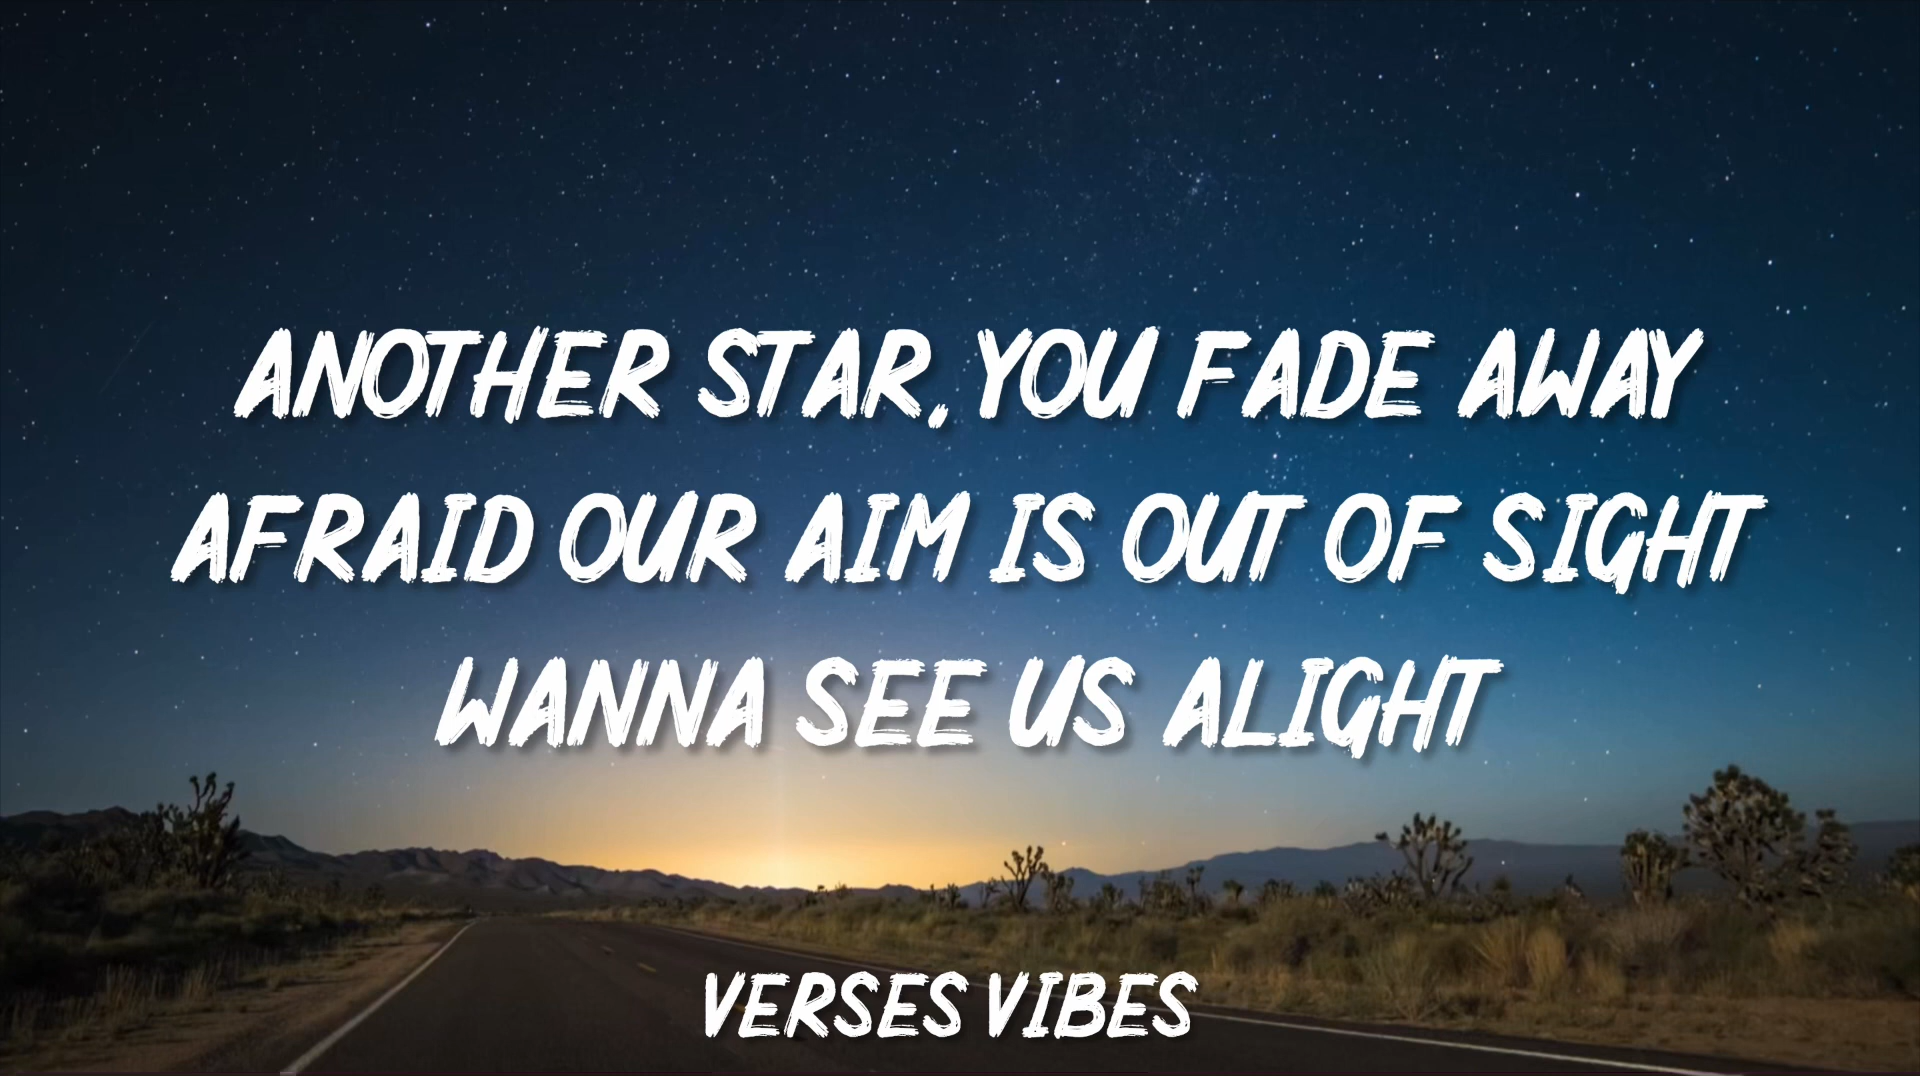 ANOTHER STAR, YOU FADE AWAY
AFRAID OUR AIM IS OUT OF SIGHT
WANNA SEE US ALIGHT
VERSES VIBES